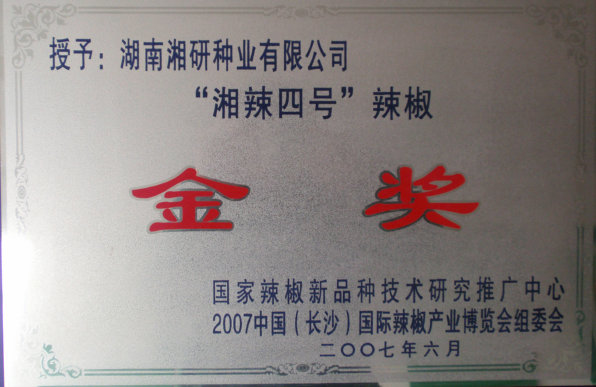 授予：湖南湘研种业有限公司
“湘辣四号”辣椒
金 奖
国家辣椒新品种技术研究推广中心
2007中国（长沙）国际辣椒产业博览会组委会
二〇〇七年六月